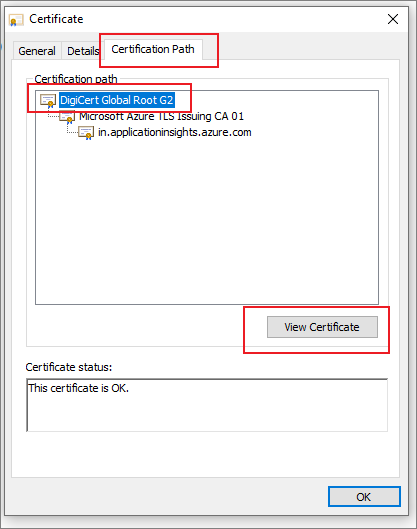 Certificate
General
Details
Certification Path
Certification path
DigiCert Global Root G2
Microsoft Azure TLS Issuing CA 01
in.applicationinsights.azure.com
View Certificate
Certificate status:
This certificate is OK.
OK